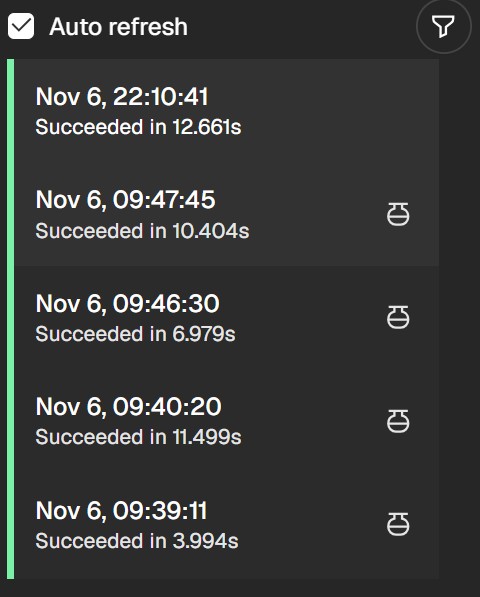 Auto refresh
Nov 6, 22:10:41
Succeeded in 12.661s
Nov 6, 09:47:45
Succeeded in 10.404s
Nov 6, 09:46:30
Succeeded in 6.979s
Nov 6, 09:40:20
Succeeded in 11.499s
Nov 6, 09:39:11
Succeeded in 3.994s